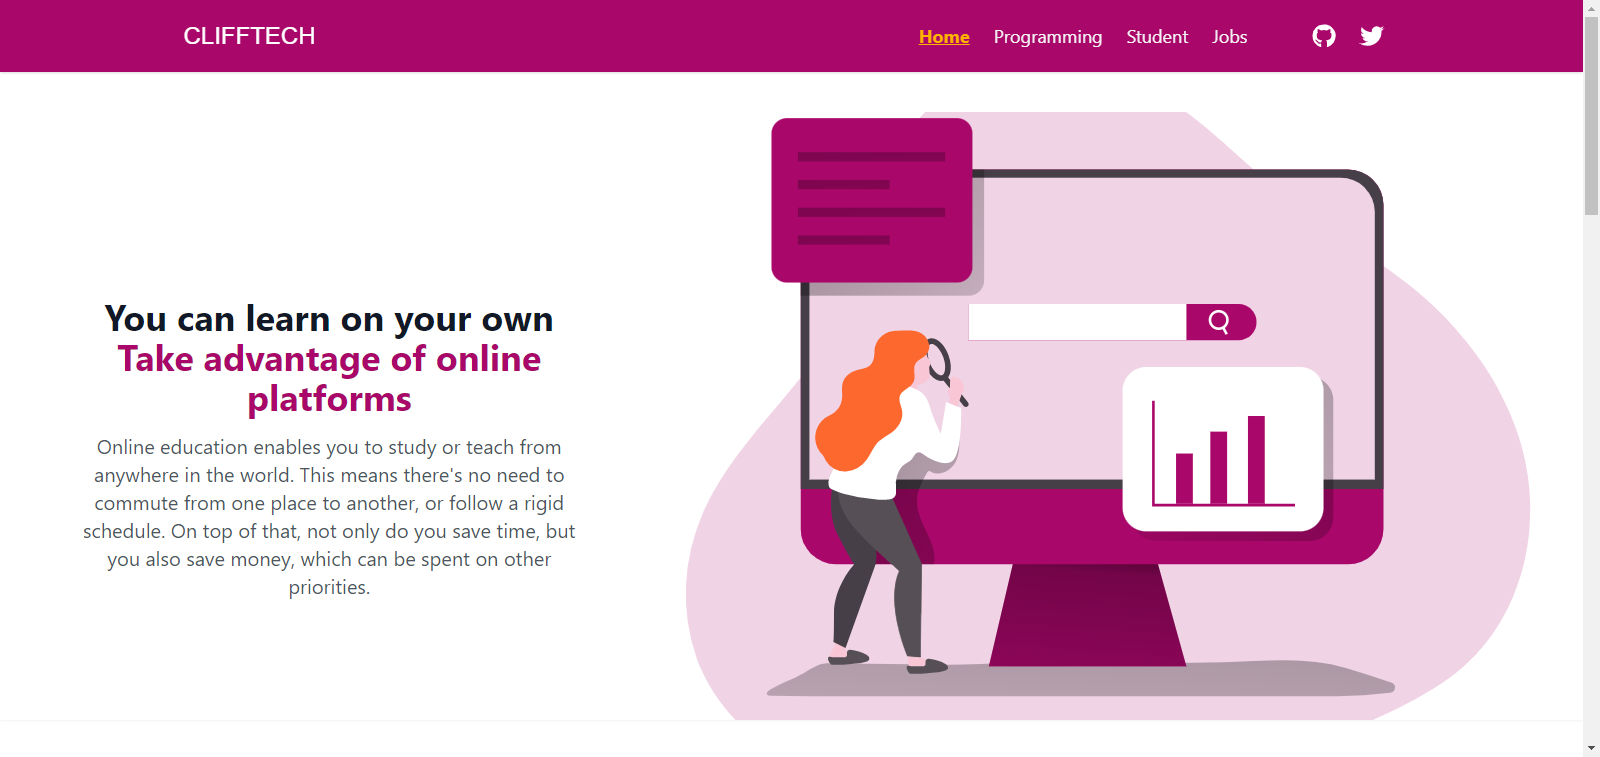 CLIFFTECH
Home Programming Student Jobs
You can learn on your own
Take advantage of online
platforms
Online education enables you to study or teach from
anywhere in the world. This means there's no need to
commute from one place to another, or follow a rigid
schedule. On top of that, not only do you save time, but
you also save money, which can be spent on other
priorities.